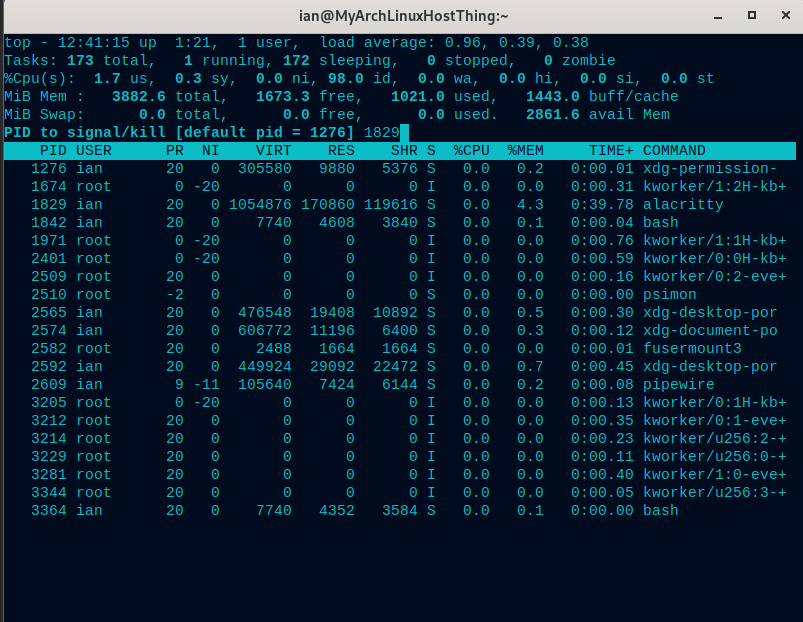 ian@MyArchLinuxHostThing:~
top - 12:41:15 up  1:21,  1 user,  load average: 0.96, 0.39, 0.38
Tasks: 173 total,   1 running, 172 sleeping,   0 stopped,   0 zombie
%Cpu(s):  1.7 us,  0.3 sy,  0.0 ni, 98.0 id,  0.0 wa,  0.0 hi,  0.0 si,  0.0 st
MiB Mem :   3882.6 total,   1673.3 free,   1021.0 used,   1443.0 buff/cache
MiB Swap:      0.0 total,      0.0 free,      0.0 used.   2861.6 avail Mem
PID to signal/kill [default pid = 1276] 1829
    PID USER      PR  NI    VIRT    RES    SHR S  %CPU  %MEM     TIME+ COMMAND
   1276 ian       20   0  305580   9880   5376 S   0.0   0.2   0:00.01 xdg-permission-
   1674 root       0 -20       0      0      0 I   0.0   0.0   0:00.31 kworker/1:2H-kb+
   1829 ian       20   0 1054876 170860 119616 S   0.0   4.3   0:39.78 alacritty
   1842 ian       20   0    7740   4608   3840 S   0.0   0.1   0:00.04 bash
   1971 root       0 -20       0      0      0 I   0.0   0.0   0:00.76 kworker/1:1H-kb+
   2401 root       0 -20       0      0      0 I   0.0   0.0   0:00.59 kworker/0:0H-kb+
   2509 root      20   0       0      0      0 I   0.0   0.0   0:00.16 kworker/0:2-eve+
   2510 root      -2   0       0      0      0 S   0.0   0.0   0:00.00 psimon
   2565 ian       20   0  476548  19408  10892 S   0.0   0.5   0:00.30 xdg-desktop-por
   2574 ian       20   0  606772  11196   6400 S   0.0   0.3   0:00.12 xdg-document-po
   2582 root      20   0    2488   1664   1664 S   0.0   0.0   0:00.01 fusermount3
   2592 ian       20   0  449924  29092  22472 S   0.0   0.7   0:00.45 xdg-desktop-por
   2609 ian        9 -11  105640   7424   6144 S   0.0   0.2   0:00.08 pipewire
   3205 root       0 -20       0      0      0 I   0.0   0.0   0:00.13 kworker/0:1H-kb+
   3212 root      20   0       0      0      0 I   0.0   0.0   0:00.35 kworker/0:1-eve+
   3214 root      20   0       0      0      0 I   0.0   0.0   0:00.23 kworker/u256:2-+
   3229 root      20   0       0      0      0 I   0.0   0.0   0:00.11 kworker/u256:0-+
   3281 root      20   0       0      0      0 I   0.0   0.0   0:00.40 kworker/1:0-eve+
   3344 root      20   0       0      0      0 I   0.0   0.0   0:00.05 kworker/u256:3-+
   3364 ian       20   0    7740   4352   3584 S   0.0   0.1   0:00.00 bash